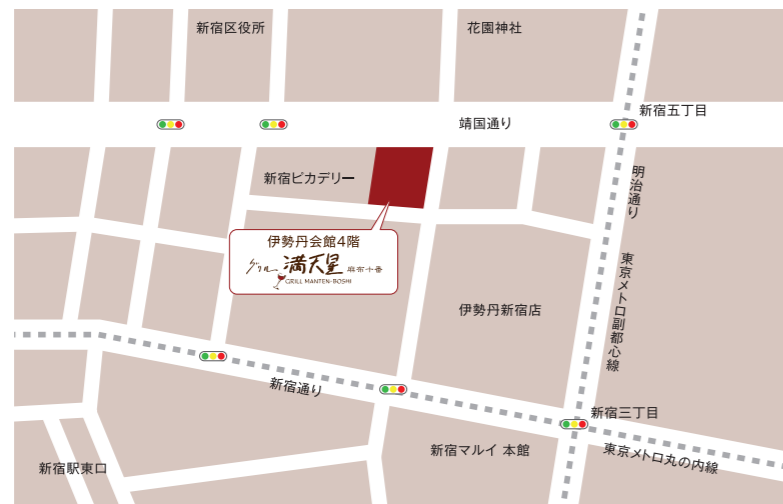 新宿区役所
花園神社
新宿五丁目
靖国通り
新宿ピカデリー
明治通り
伊勢丹会館4階
グリル 満天星 麻布十番
GRILL MANTEN-BOSHI
東京メトロ副都心線
伊勢丹新宿店
新宿通り
新宿三丁目
新宿マルイ 本館
東京メトロ丸の内線
新宿駅東口